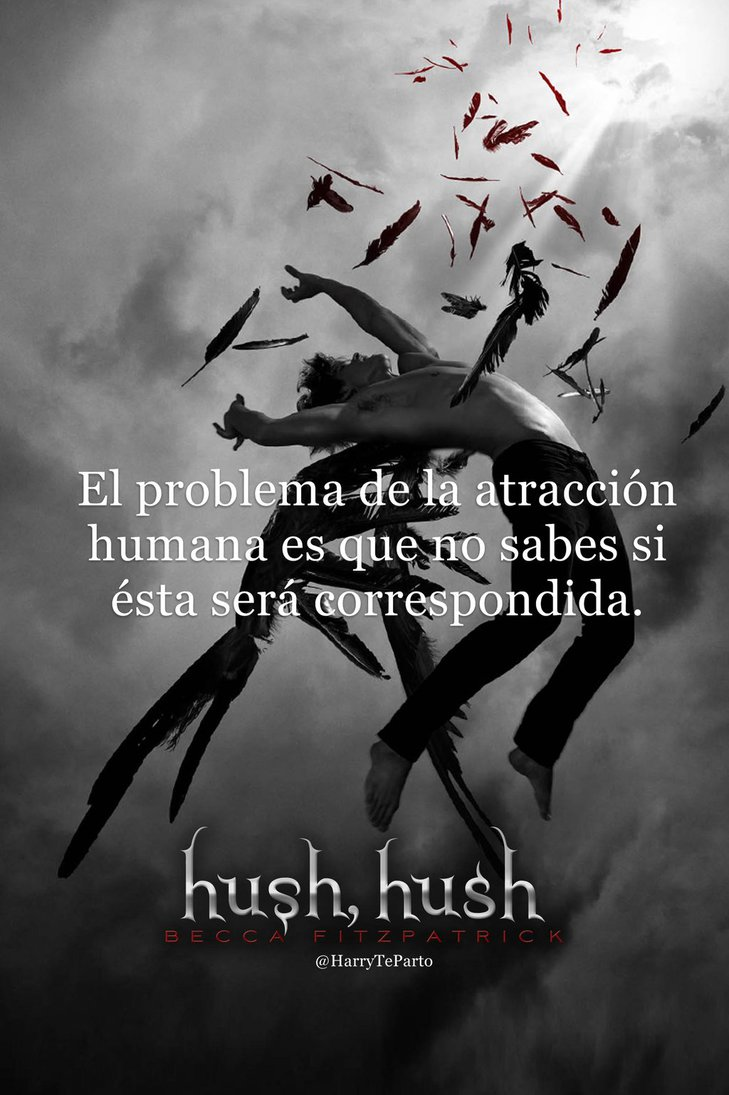 El problema de la atracción
humana es que no sabes si
ésta será correspondida.
hush, hush
BECCA FITZPATRICK
@HarryTeParto